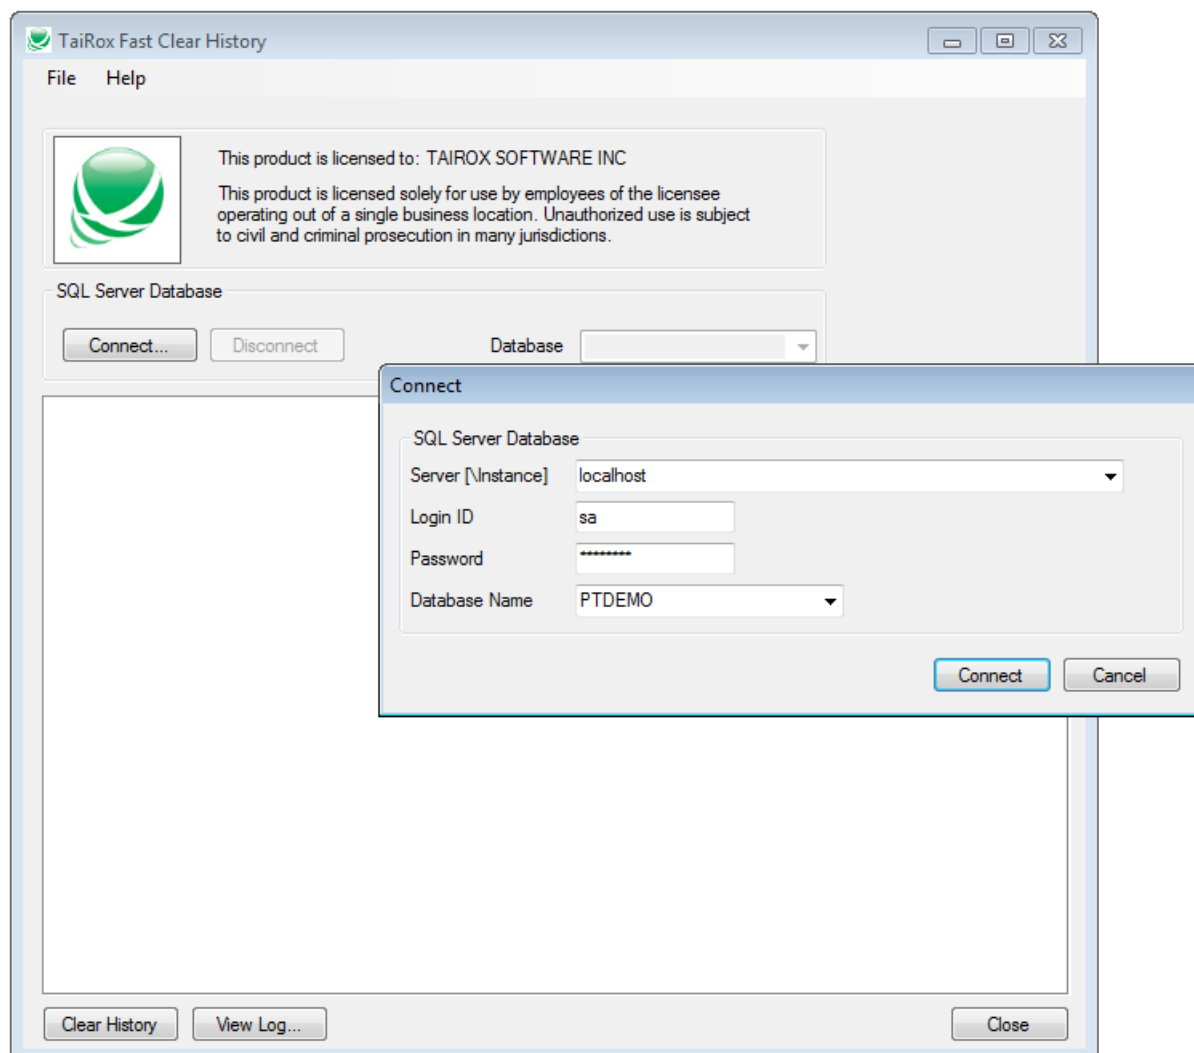 TaiRox Fast Clear History
File Help
This product is licensed to: TAIROX SOFTWARE INC
This product is licensed solely for use by employees of the licensee
operating out of a single business location. Unauthorized use is subject
to civil and criminal prosecution in many jurisdictions.
SQL Server Database
Connect... Disconnect Database
Connect
SQL Server Database
Server [\Instance] localhost
Login ID sa
Password ********
Database Name PTDEMO
Connect Cancel
Clear History View Log... Close